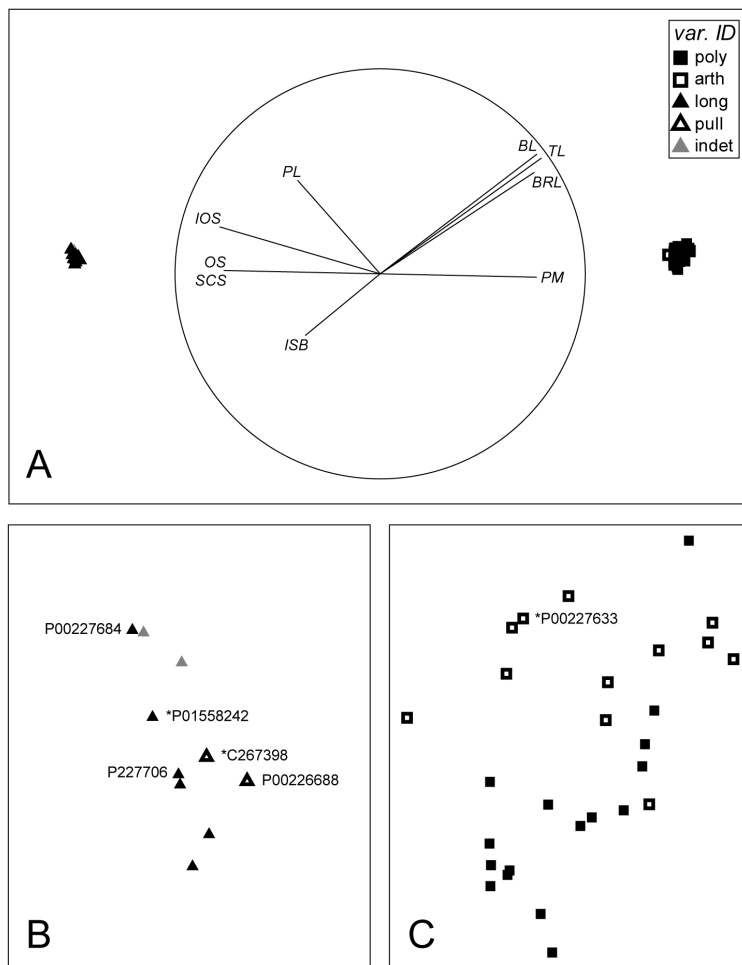 var. ID
poly
arth
long
pull
indet
BL TL
BRL
PL
IOS
OS
SCS
PM
ISB
A
P00227684
*P01558242
*C267398
P227706
P00226688
B
*P00227633
C